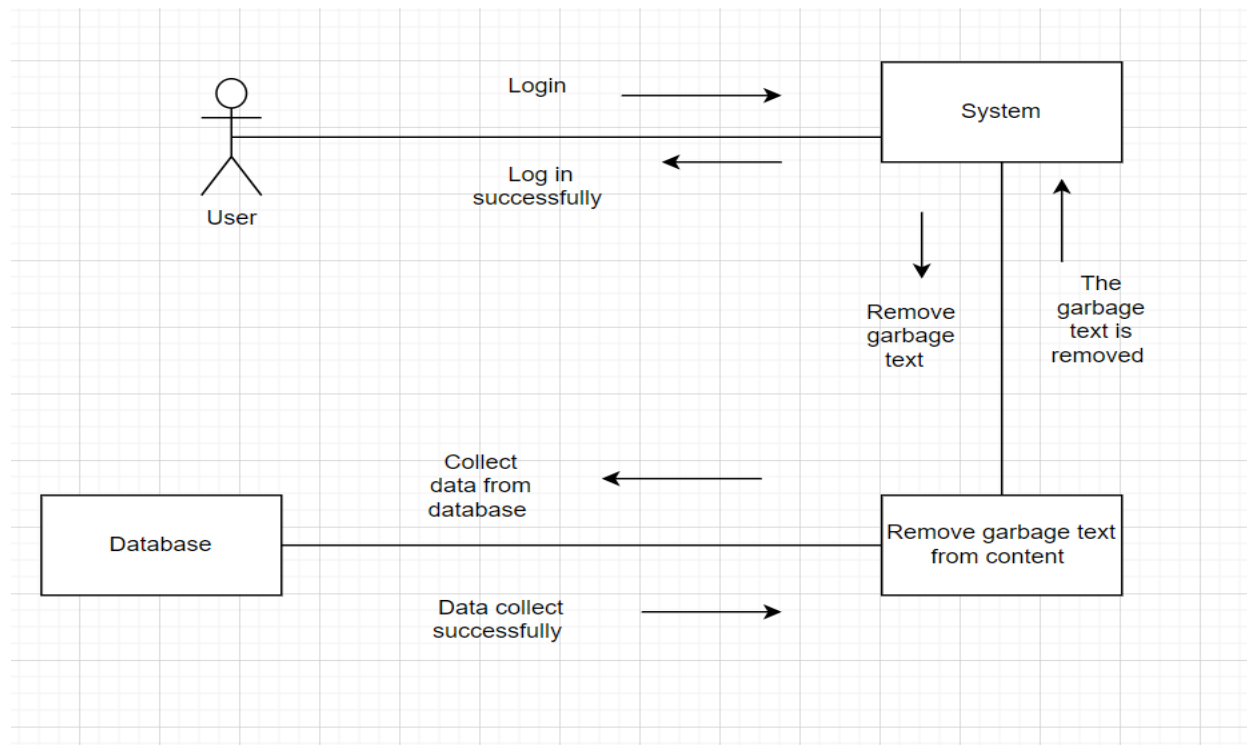 Login
System
Log in
successfully
User
Remove
garbage
text
The
garbage
text is
removed
Collect
data from
database
Database
Remove garbage text
from content
Data collect
successfully